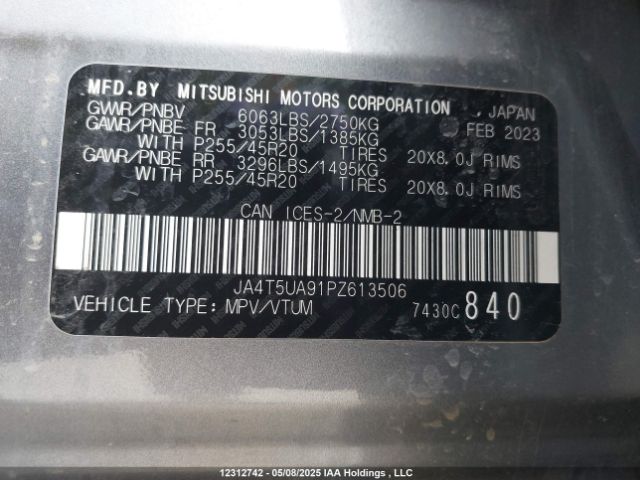 MFD.BY MITSUBISHI MOTORS CORPORATION , JAPAN
GVWR/PNBV 6063LBS/2750KG FEB 2023
GAWR/PNBE FR 3053LBS/1385KG
WITH P255/45R20 TIRES 20X8.0J RIMS
GAWR/PNBE RR 3296LBS/1495KG
WITH P255/45R20 TIRES 20X8.0J RIMS
CAN ICES-2/NMB-2
JA4T5UA91PZ613506
VEHICLE TYPE: MPV/VTUM 7430C 840
12312742 - 05/08/2025 IAA Holdings , LLC